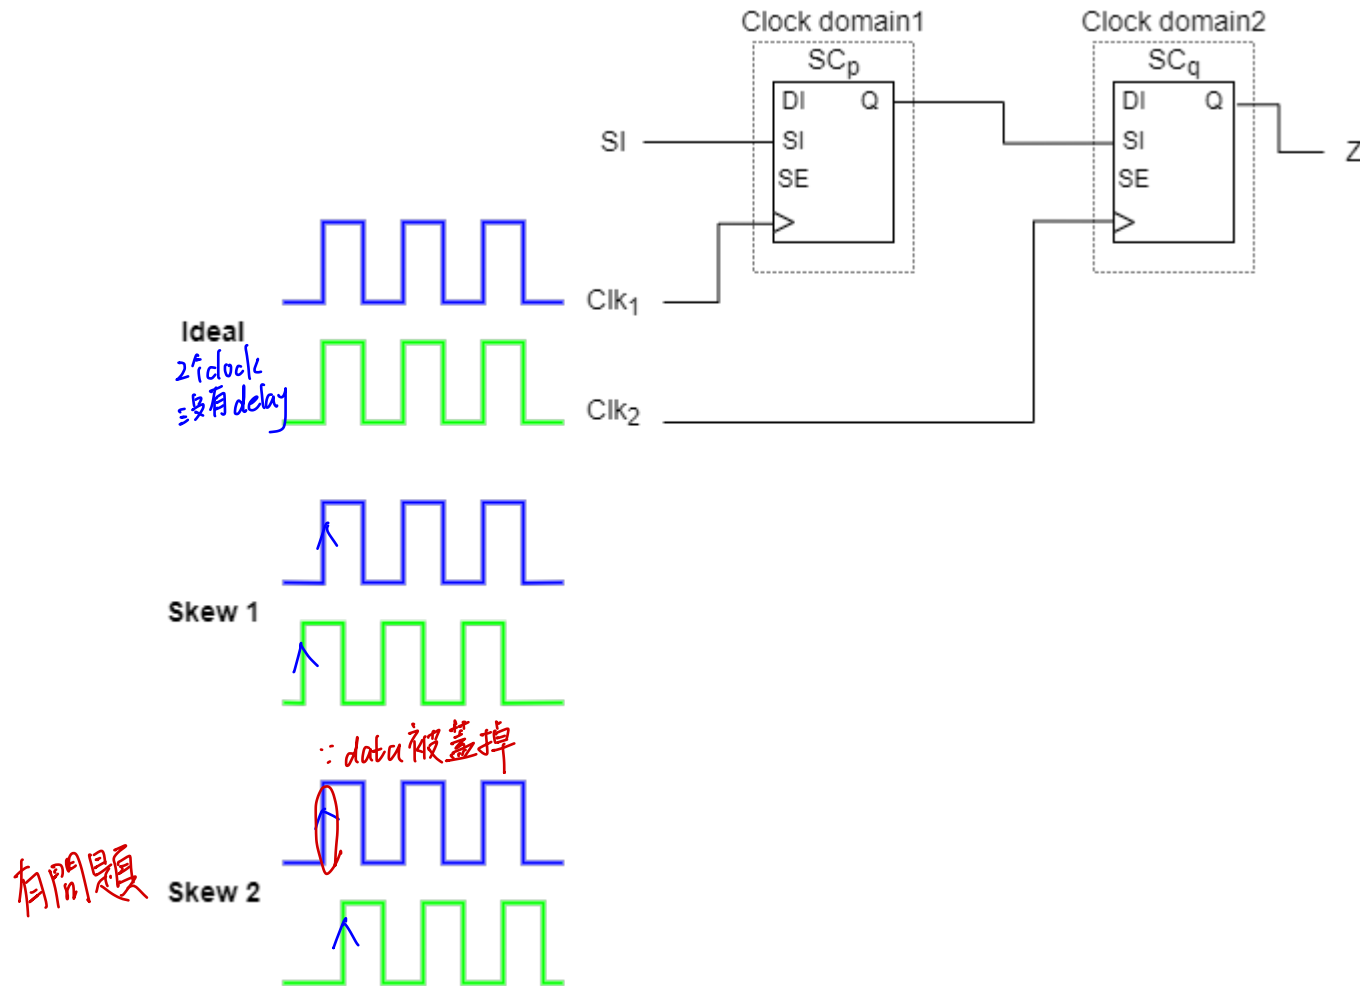 Clock domain1
Clock domain2
SCp
SCq
DI Q
DI Q
SI
SI
SI
Z
SE
SE
Clk1
Ideal
2个clock
沒有delay
Clk2
Skew 1
∵data被蓋掉
有問題
Skew 2